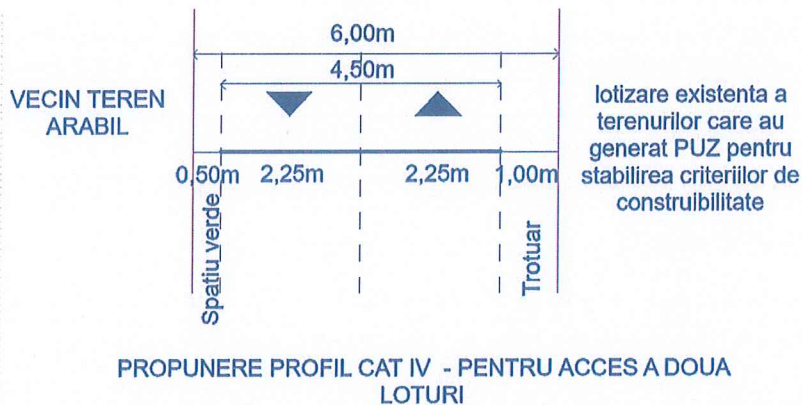 6,00m
4,50m
VECIN TEREN
ARABIL
lotizare existenta a
terenurilor care au
generat PUZ pentru
stabilirea criteriilor de
construibilitate
0,50m 2,25m 2,25m 1,00m
Spatiu verde
Trotuar
PROPUNERE PROFIL CAT IV - PENTRU ACCES A DOUA
LOTURI